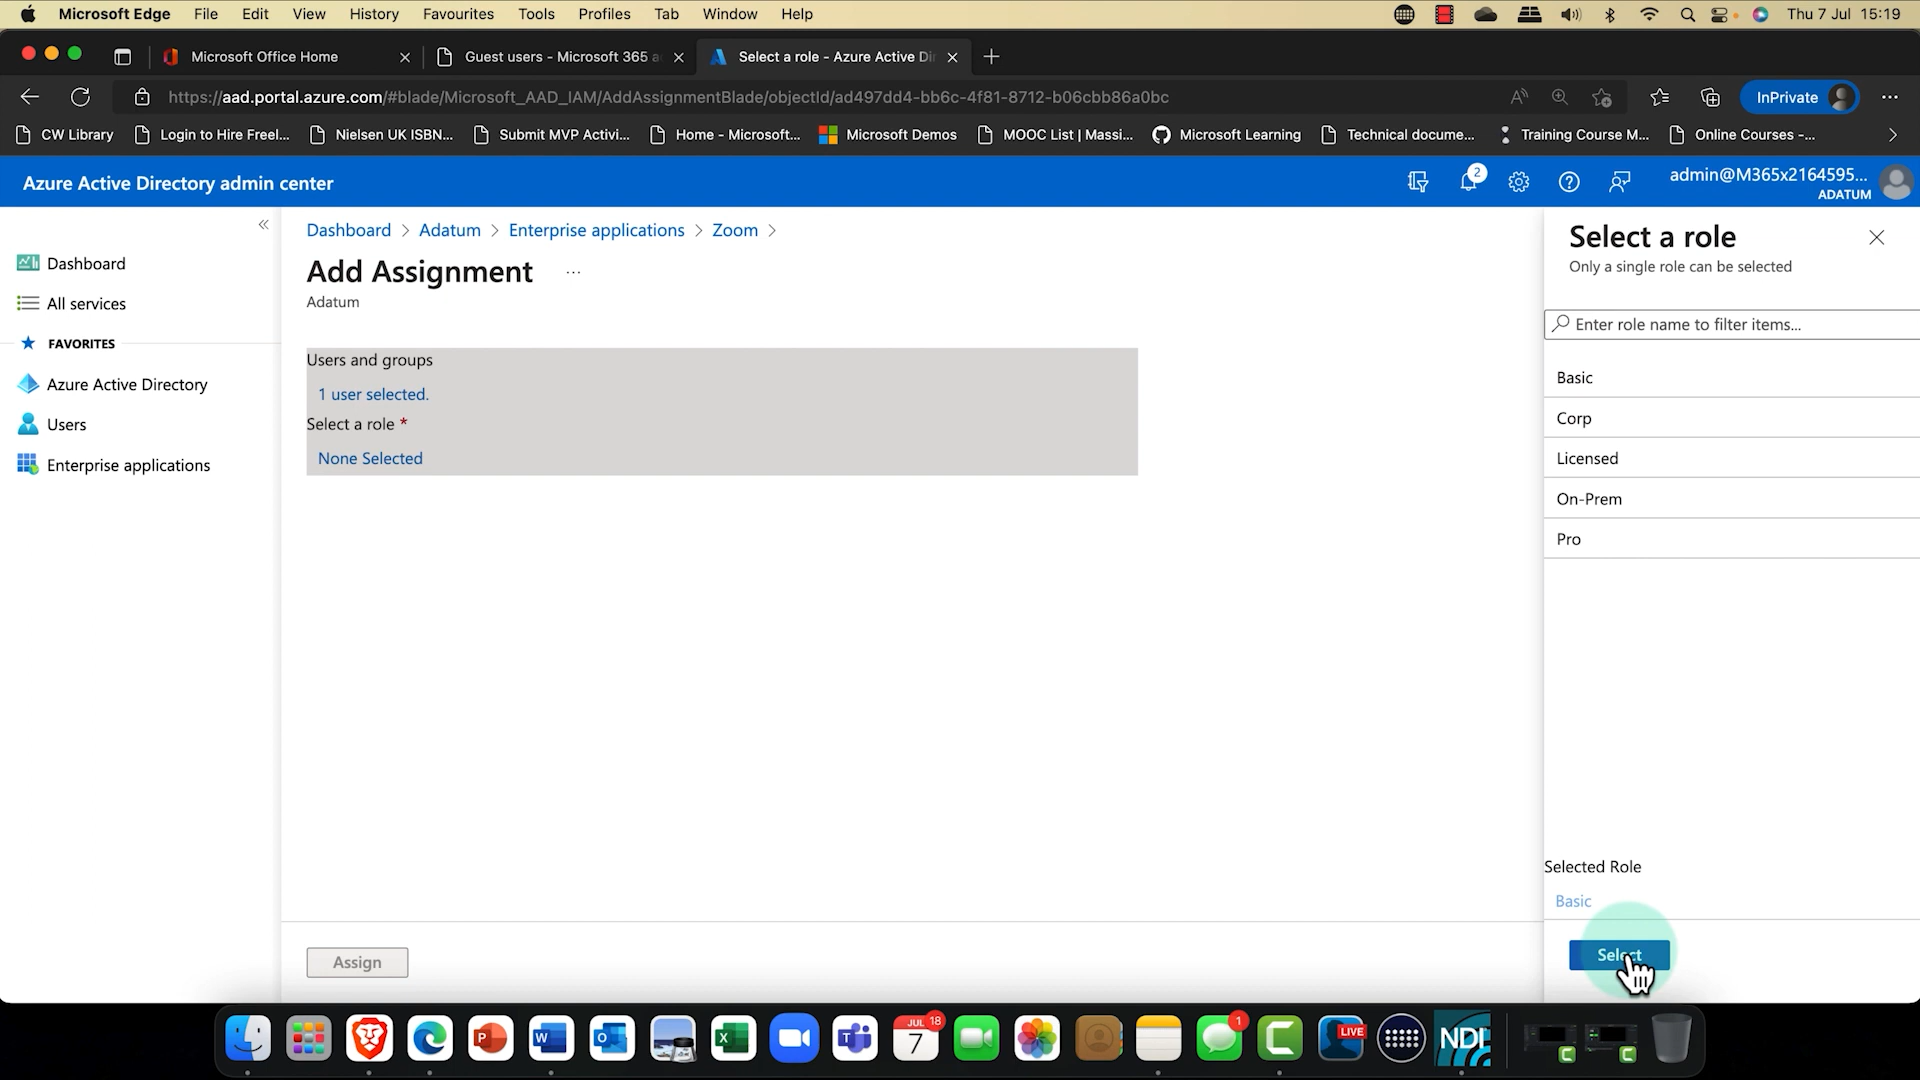 Microsoft Edge File Edit View History Favourites Tools Profiles Tab Window Help Thu 7 Jul 15:19
Microsoft Office Home
Guest users - Microsoft 365 a
Select a role - Azure Active Di
https://aad.portal.azure.com/#blade/Microsoft_AAD_IAM/AddAssignmentBlade/objectId/ad497dd4-bb6c-4f81-8712-b06cbb86a0bc
InPrivate
CW Library
Login to Hire Freel...
Nielsen UK ISBN...
Submit MVP Activi...
Home - Microsoft...
Microsoft Demos
MOOC List | Massi...
Microsoft Learning
Technical docume...
Training Course M...
Online Courses -...
Azure Active Directory admin center
2
admin@M365x2164595...
ADATUM
Dashboard
All services
FAVORITES
Azure Active Directory
Users
Enterprise applications
Dashboard > Adatum > Enterprise applications > Zoom >
Add Assignment ...
Adatum
Users and groups
1 user selected.
Select a role *
None Selected
Assign
Select a role
Only a single role can be selected
Enter role name to filter items...
Basic
Corp
Licensed
On-Prem
Pro
Selected Role
Basic
Select
JUL
18
7
1
LIVE
NDI